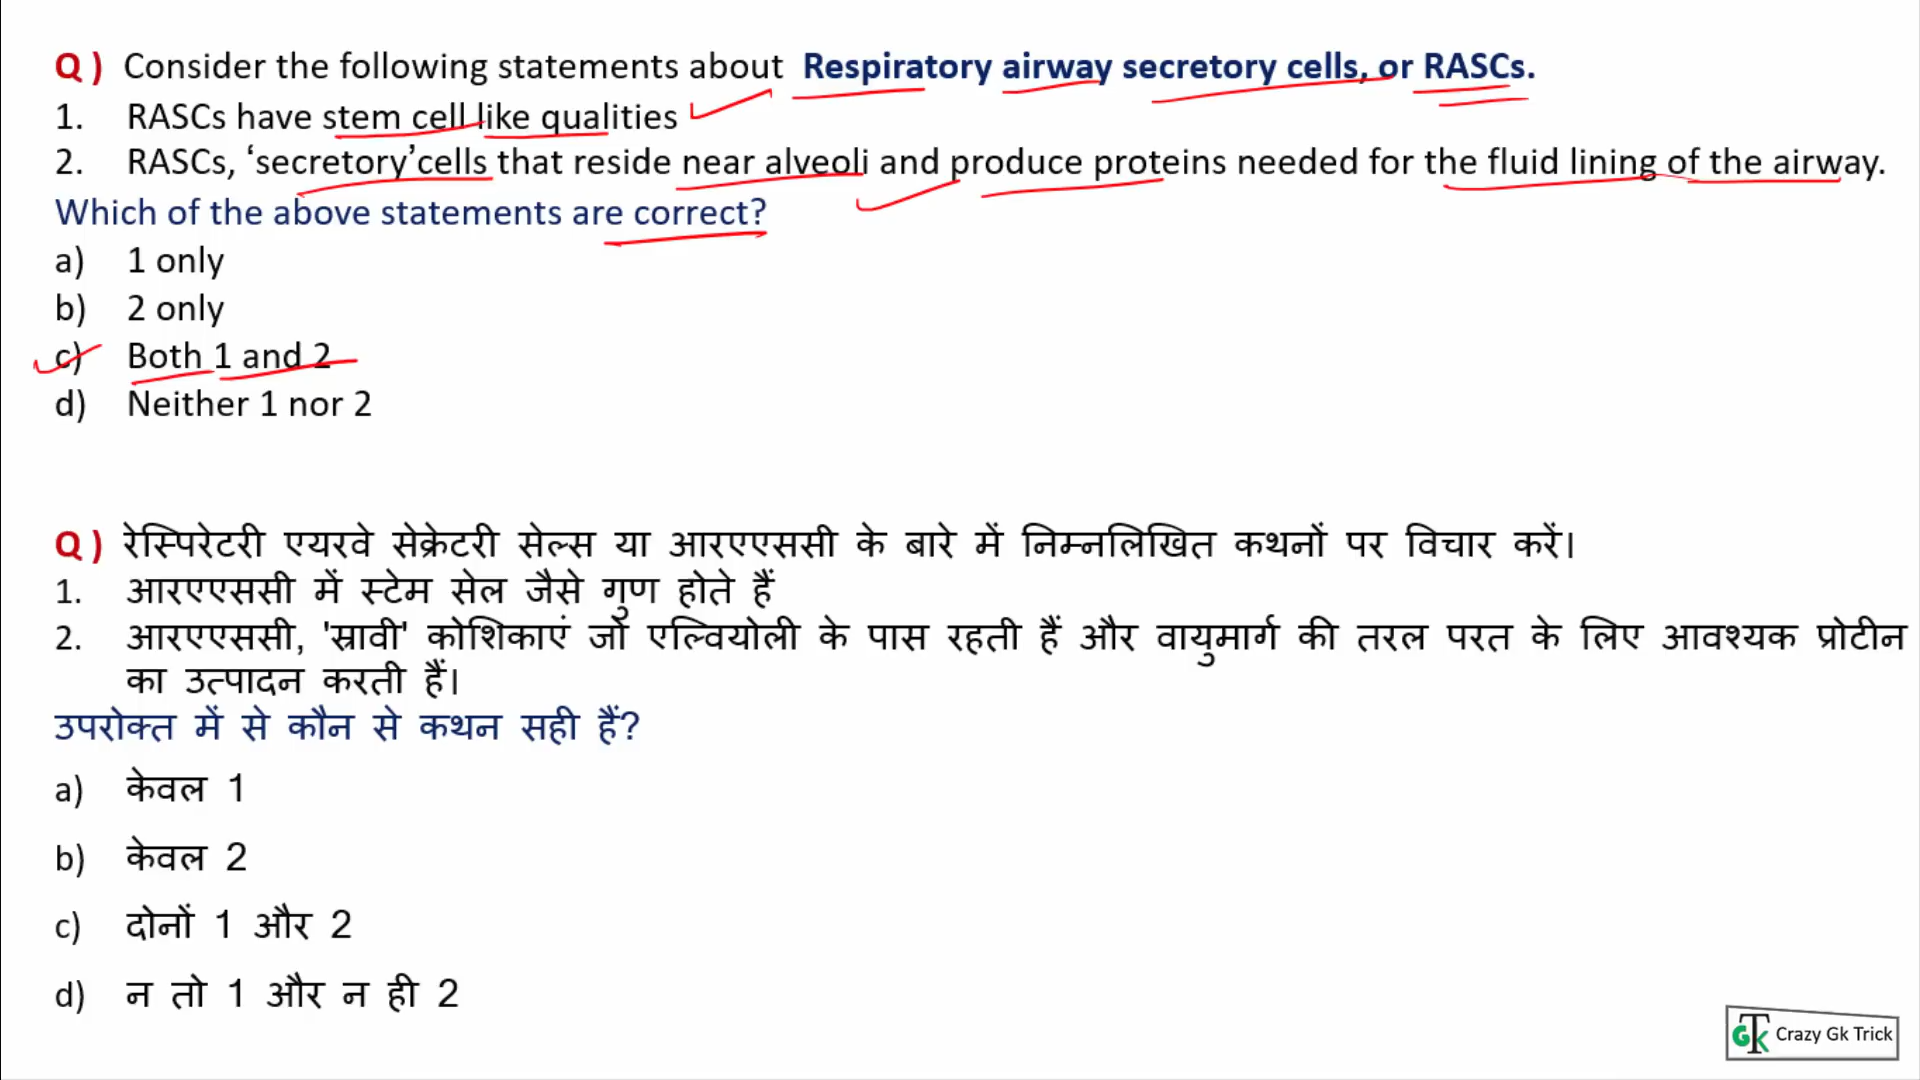 Q ) Consider the following statements about Respiratory airway secretory cells, or RASCs.
1. RASCs have stem cell like qualities
2. RASCs, ‘secretory’cells that reside near alveoli and produce proteins needed for the fluid lining of the airway.
Which of the above statements are correct?
a) 1 only
b) 2 only
c) Both 1 and 2
d) Neither 1 nor 2
Q ) रेस्पिरेटरी एयरवे सेक्रेटरी सेल्स या आरएएससी के बारे में निम्नलिखित कथनों पर विचार करें।
1. आरएएससी में स्टेम सेल जैसे गुण होते हैं
2. आरएएससी, 'स्रावी' कोशिकाएं जो एल्वियोली के पास रहती हैं और वायुमार्ग की तरल परत के लिए आवश्यक प्रोटीन
का उत्पादन करती हैं।
उपरोक्त में से कौन से कथन सही हैं?
a) केवल 1
b) केवल 2
c) दोनों 1 और 2
d) न तो 1 और न ही 2
GTK Crazy Gk Trick